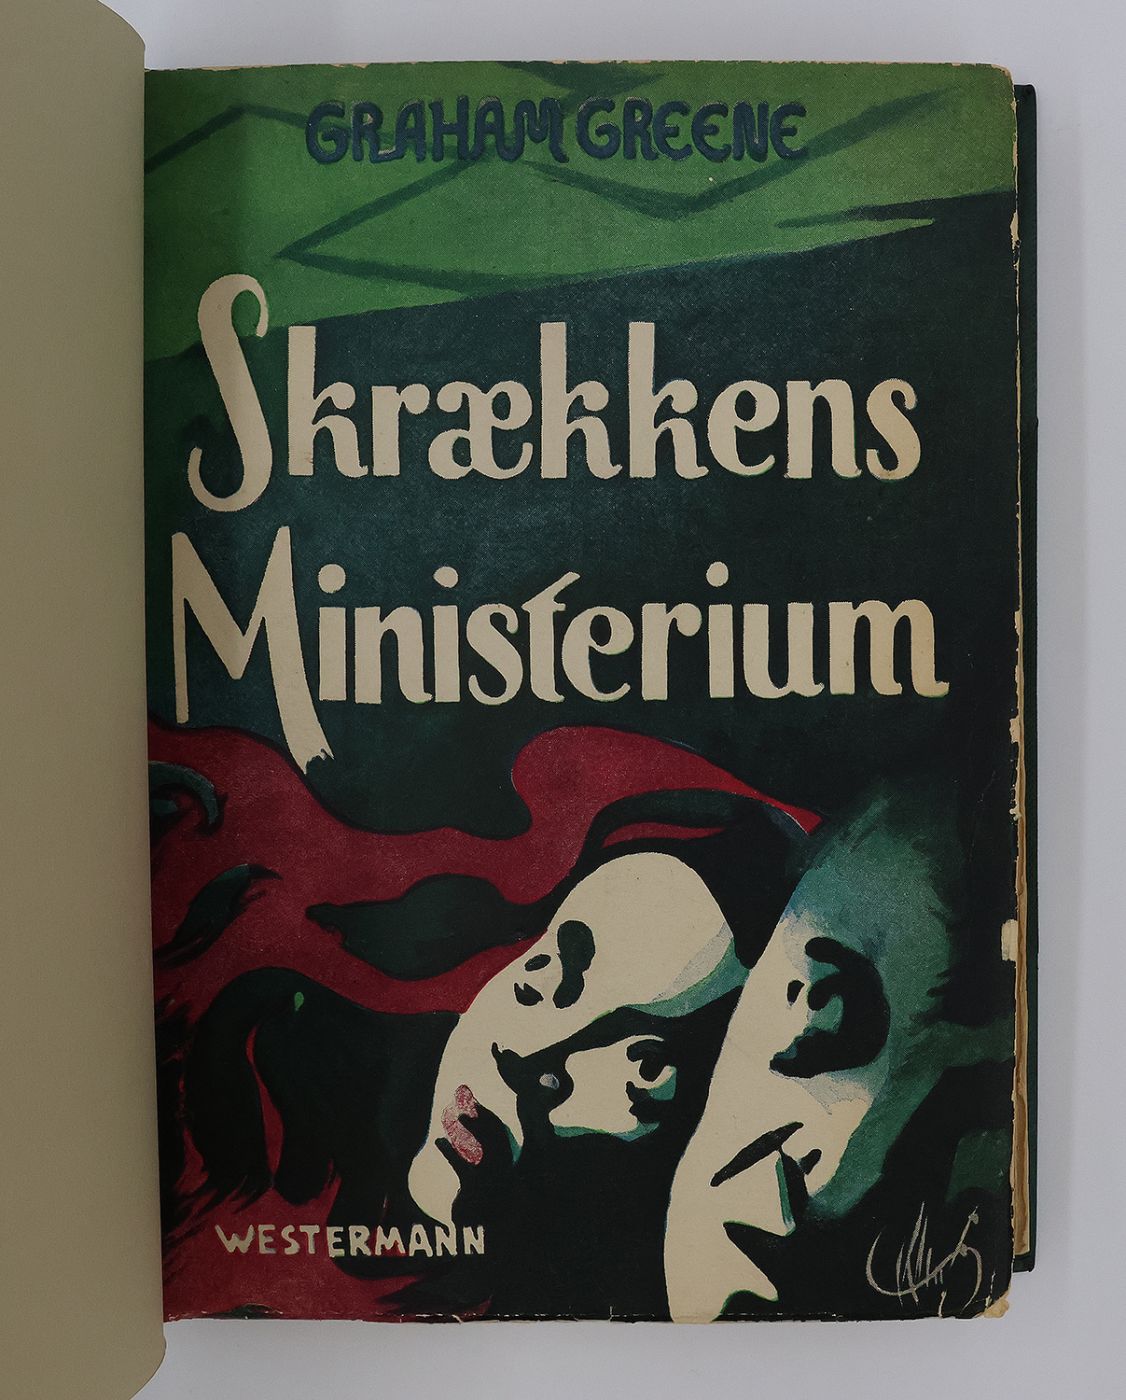 GRAHAM GREENE
Skrækkens
Ministerium
WESTERMANN